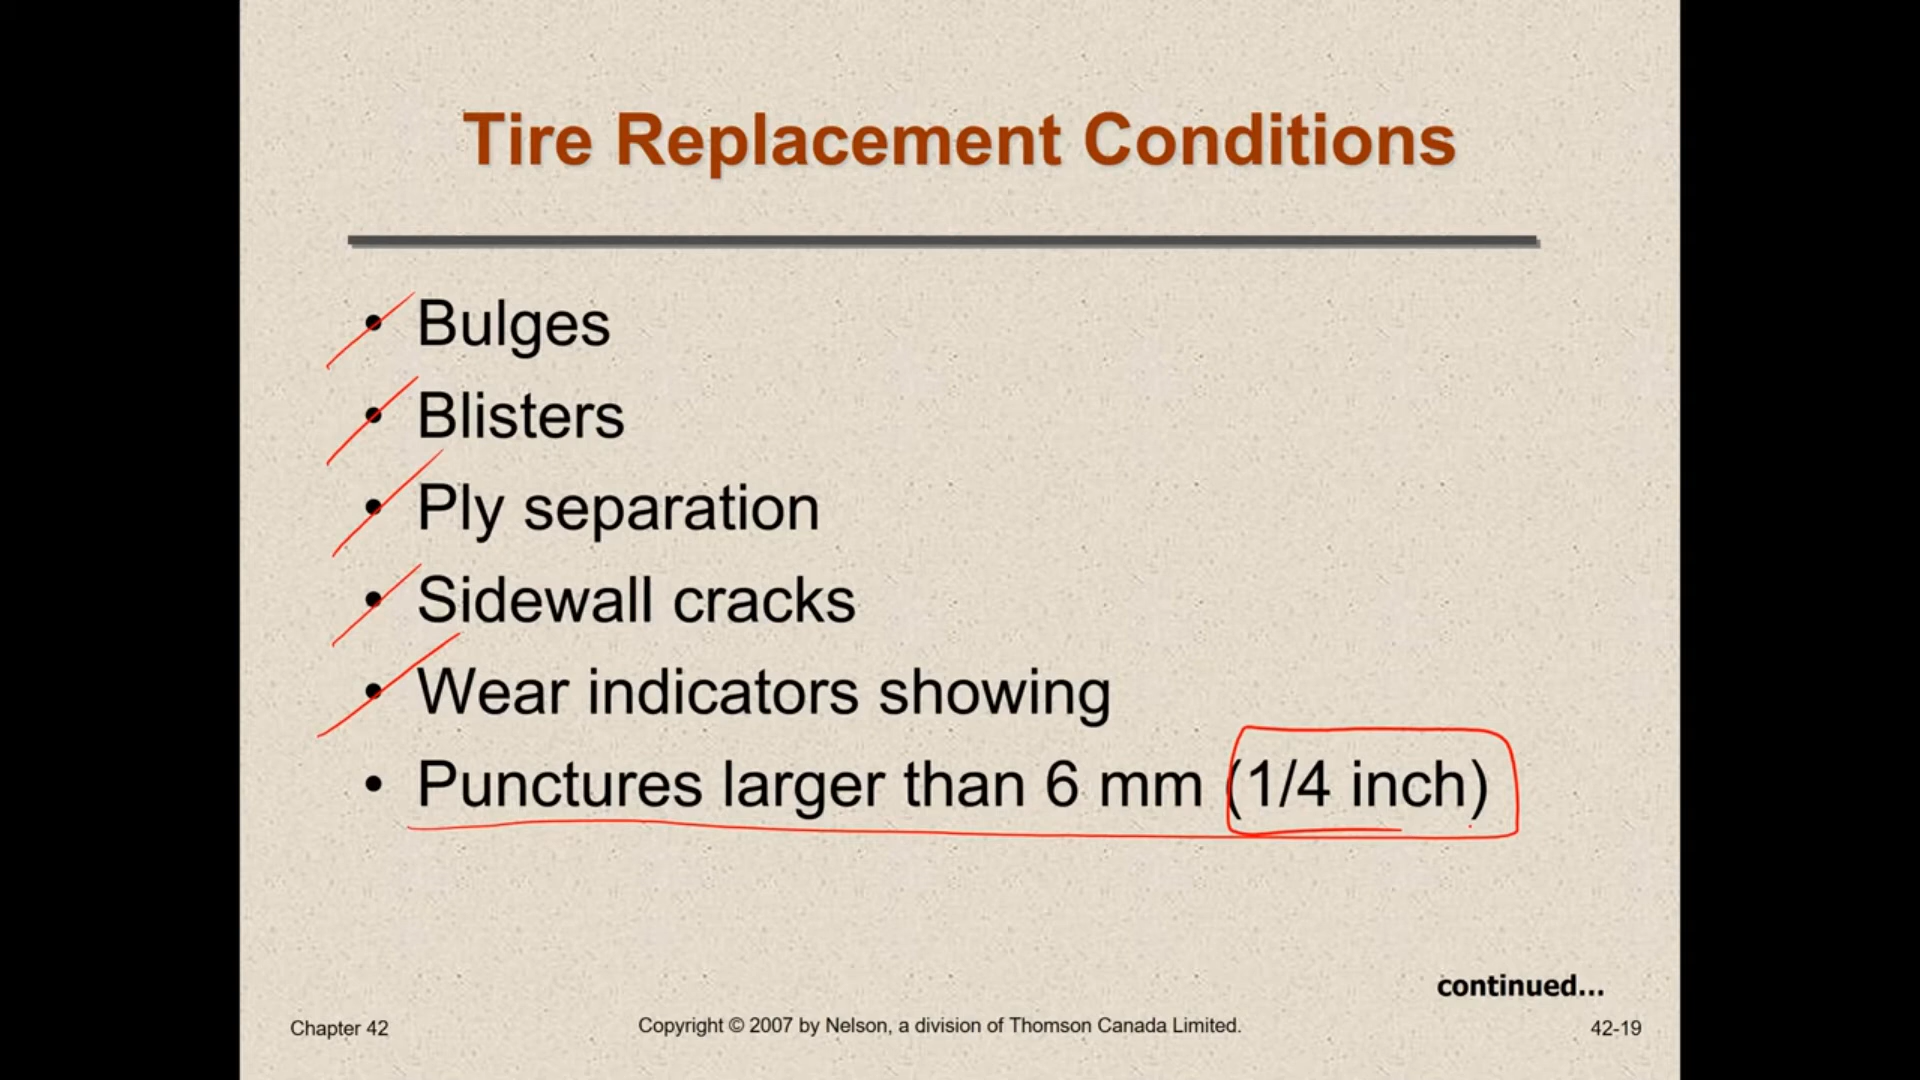 Tire Replacement Conditions
• Bulges
• Blisters
• Ply separation
• Sidewall cracks
• Wear indicators showing
• Punctures larger than 6 mm (1/4 inch)
continued...
Chapter 42
Copyright © 2007 by Nelson, a division of Thomson Canada Limited.
42-19